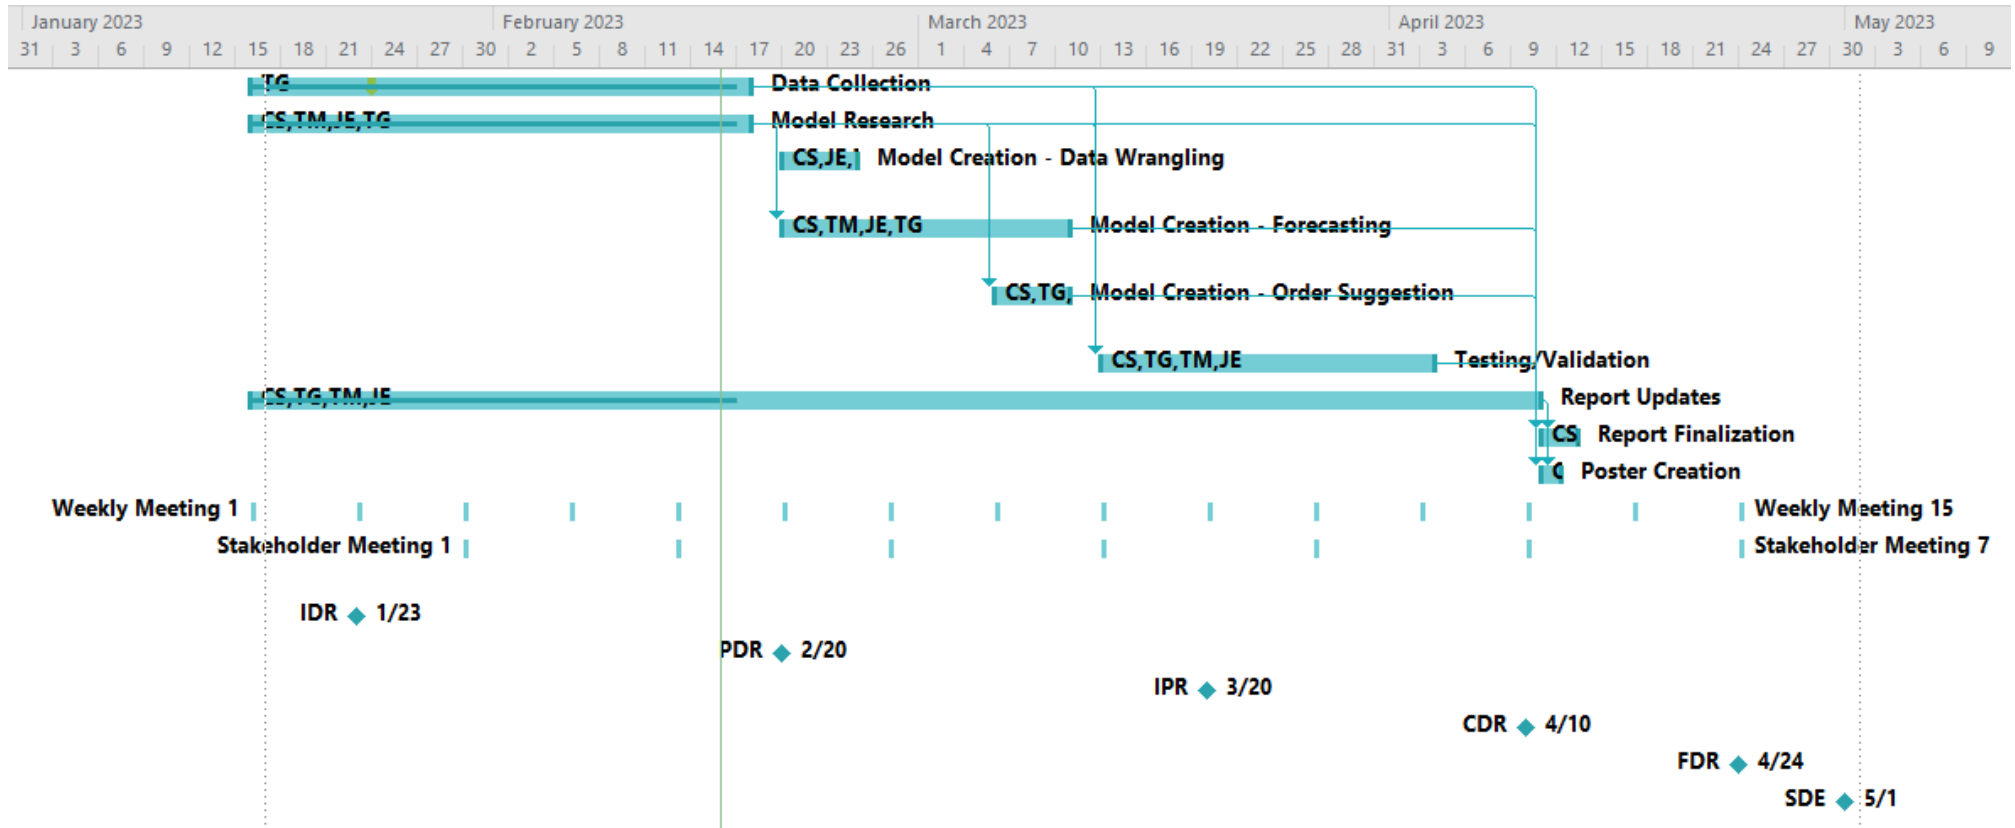 January 2023 February 2023 March 2023 April 2023 May 2023
31 3 6 9 12 15 18 21 24 27 30 2 5 8 11 14 17 20 23 26 1 4 7 10 13 16 19 22 25 28 31 3 6 9 12 15 18 21 24 27 30 3 6 9
TG Data Collection
CS,TM,JE,TG Model Research
CS,JE, Model Creation - Data Wrangling
CS,TM,JE,TG Model Creation - Forecasting
CS,TG, Model Creation - Order Suggestion
CS,TG,TM,JE Testing/Validation
CS,TG,TM,JE Report Updates
CS Report Finalization
Poster Creation
Weekly Meeting 1 Weekly Meeting 15
Stakeholder Meeting 1 Stakeholder Meeting 7
IDR 1/23
PDR 2/20
IPR 3/20
CDR 4/10
FDR 4/24
SDE 5/1